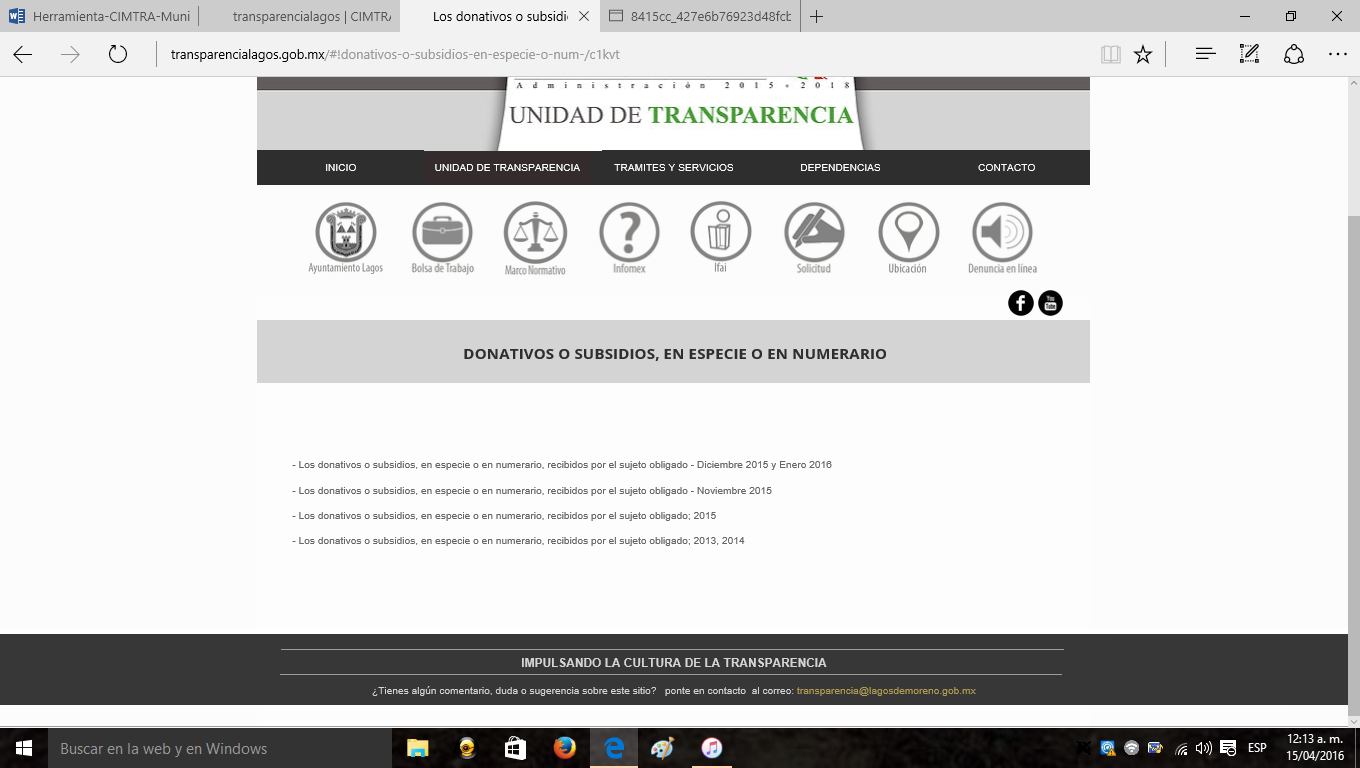 Herramienta-CIMTRA-Muni
transparencialagos | CIMTRA
Los donativos o subsidi
8415cc_427e6b76923d48fcb
transparencialagos.gob.mx/#!donativos-o-subsidios-en-especie-o-num-/c1kvt
Administración 2015-2018
UNIDAD DE TRANSPARENCIA
INICIO UNIDAD DE TRANSPARENCIA TRAMITES Y SERVICIOS DEPENDENCIAS CONTACTO
Ayuntamiento Lagos Bolsa de Trabajo Marco Normativo Infomex Ifai Solicitud Ubicación Denuncia en línea
You Tube
DONATIVOS O SUBSIDIOS, EN ESPECIE O EN NUMERARIO
- Los donativos o subsidios, en especie o en numerario, recibidos por el sujeto obligado - Diciembre 2015 y Enero 2016
- Los donativos o subsidios, en especie o en numerario, recibidos por el sujeto obligado - Noviembre 2015
- Los donativos o subsidios, en especie o en numerario, recibidos por el sujeto obligado; 2015
- Los donativos o subsidios, en especie o en numerario, recibidos por el sujeto obligado; 2013, 2014
IMPULSANDO LA CULTURA DE LA TRANSPARENCIA
¿Tienes algún comentario, duda o sugerencia sobre este sitio? ponte en contacto al correo: transparencia@lagosdemoreno.gob.mx
Buscar en la web y en Windows
ESP
12:13 a. m.
15/04/2016